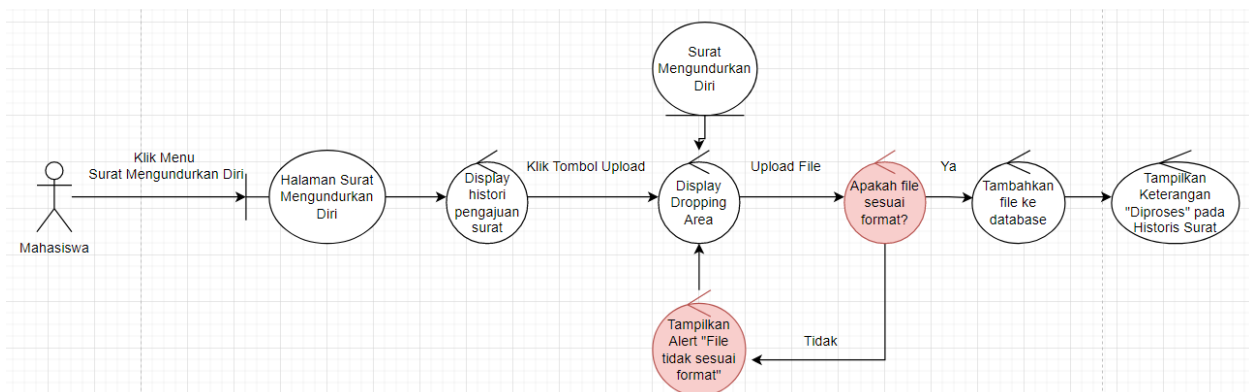 Surat
Mengundurkan
Diri
Klik Menu
Surat Mengundurkan Diri
Mahasiswa
Halaman Surat
Mengundurkan
Diri
Display
histori
pengajuan
surat
Klik Tombol Upload
Display
Dropping
Area
Upload File
Apakah file
sesuai
format?
Ya
Tambahkan
file ke
database
Tampilkan
Keterangan
"Diproses" pada
Historis Surat
Tampilkan
Alert "File
tidak sesuai
format"
Tidak